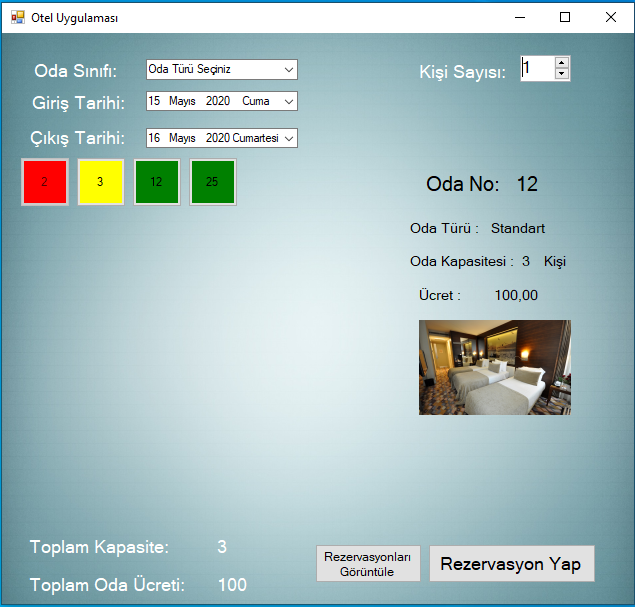 Otel Uygulaması
Oda Sınıfı: Oda Türü Seçiniz Kişi Sayısı: 1
Giriş Tarihi: 15 Mayıs 2020 Cuma
Çıkış Tarihi: 16 Mayıs 2020 Cumartesi
2 3 12 25
Oda No: 12
Oda Türü : Standart
Oda Kapasitesi : 3 Kişi
Ücret : 100,00
Toplam Kapasite: 3
Toplam Oda Ücreti: 100
Rezervasyonları
Görüntüle
Rezervasyon Yap